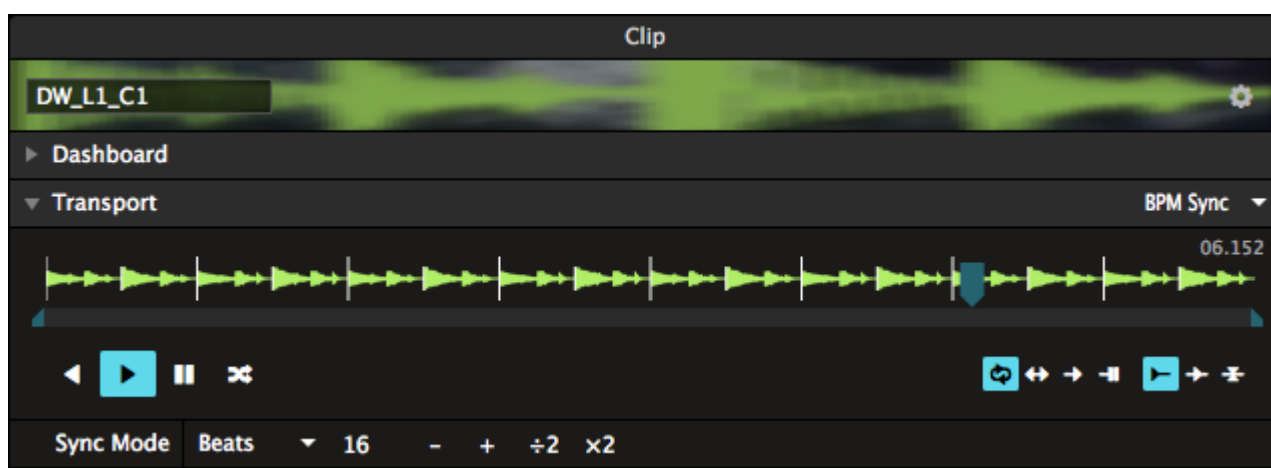 Clip
DW_L1_C1
Dashboard
Transport BPM Sync
06.152
Sync Mode Beats 16 - + ÷2 ×2